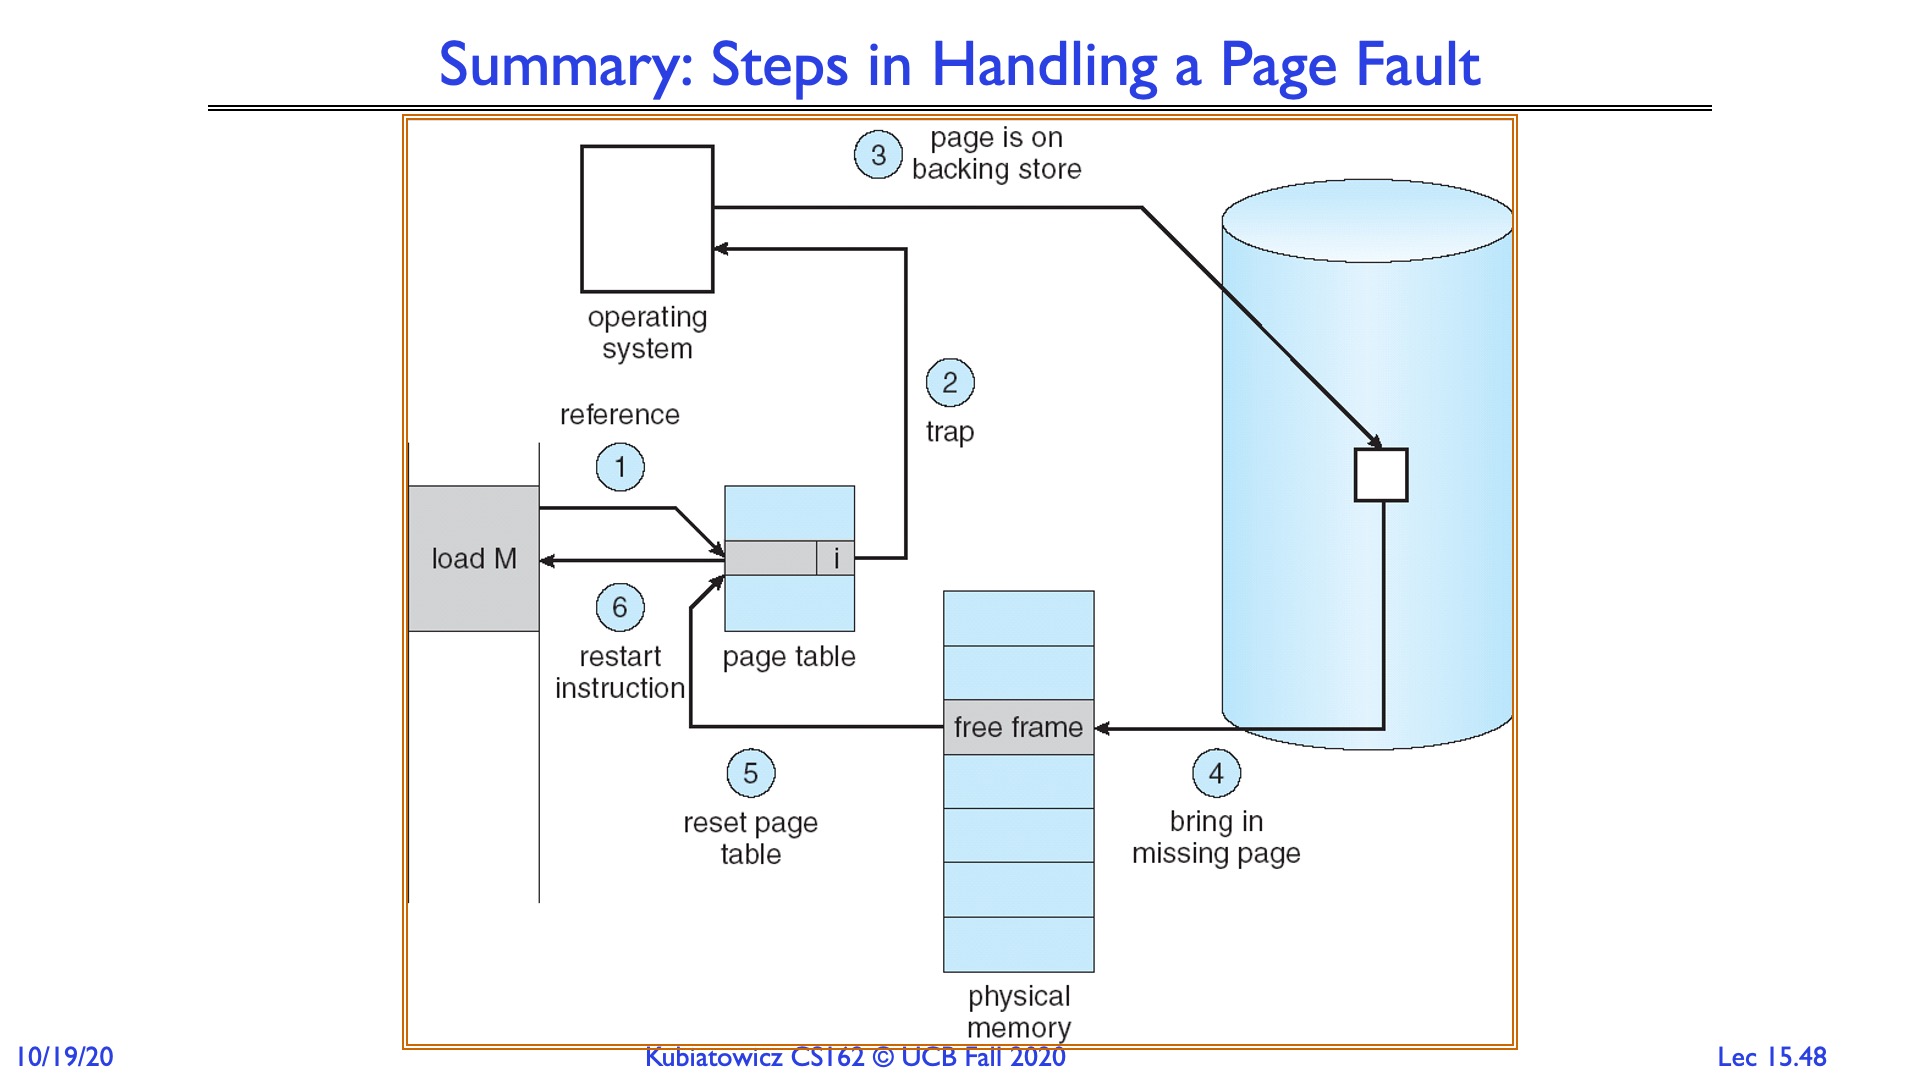 Summary: Steps in Handling a Page Fault
3
page is on
backing store
operating
system
2
trap
reference
1
load M
i
6
restart
instruction
page table
free frame
5
reset page
table
4
bring in
missing page
physical
memory
10/19/20
Kubiatowicz CS162 © UCB Fall 2020
Lec 15.48